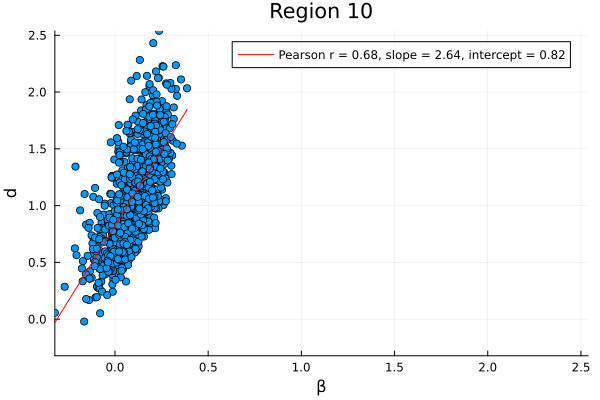 Region 10
Pearson r = 0.68, slope = 2.64, intercept = 0.82
2.5
2.0
1.5
1.0
0.5
0.0
d
0.0 0.5 1.0 1.5 2.0 2.5
β